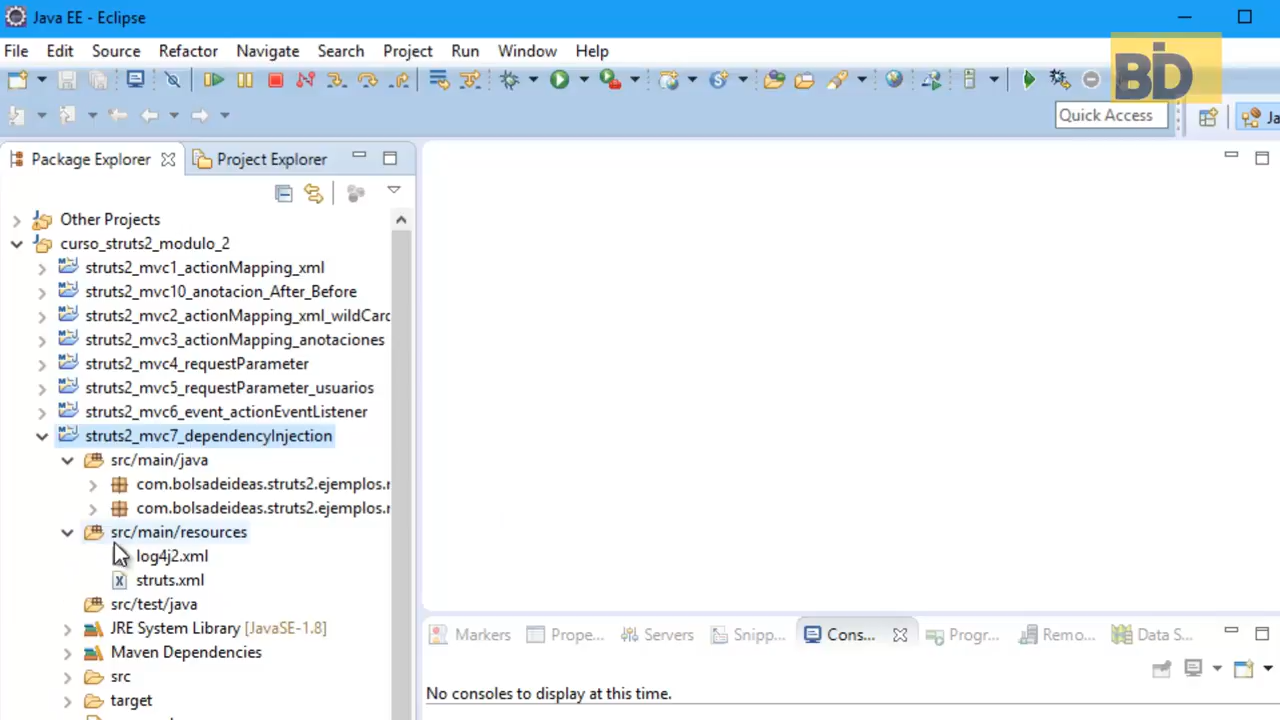 Java EE - Eclipse
File Edit Source Refactor Navigate Search Project Run Window Help
BD
Quick Access Ja
Package Explorer Project Explorer
Other Projects
curso_struts2_modulo_2
struts2_mvc1_actionMapping_xml
struts2_mvc10_anotacion_After_Before
struts2_mvc2_actionMapping_xml_wildCard
struts2_mvc3_actionMapping_anotaciones
struts2_mvc4_requestParameter
struts2_mvc5_requestParameter_usuarios
struts2_mvc6_event_actionEventListener
struts2_mvc7_dependencyInjection
src/main/java
com.bolsadeideas.struts2.ejemplos.
com.bolsadeideas.struts2.ejemplos.
src/main/resources
log4j2.xml
struts.xml
src/test/java
JRE System Library [JavaSE-1.8]
Maven Dependencies
src
target
Markers Prope... Servers Snipp... Cons... Progr... Remo... Data S...
No consoles to display at this time.